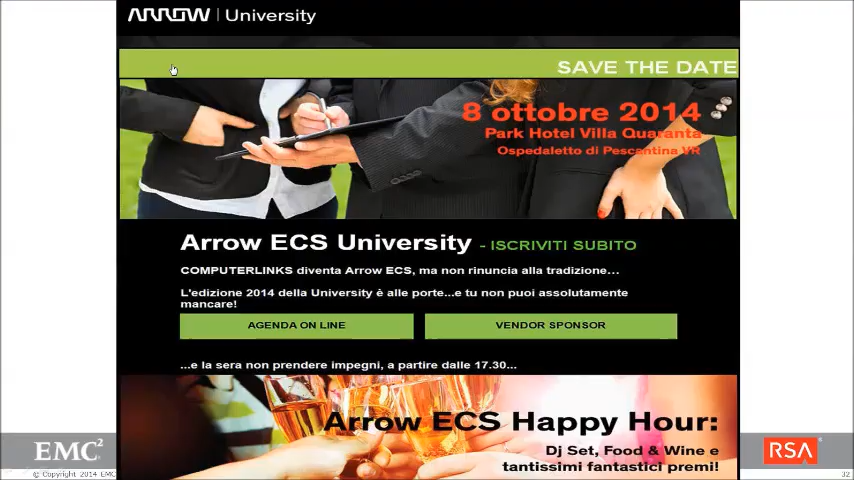 ARROW | University
SAVE THE DATE
8 ottobre 2014
Park Hotel Villa Quaranta
Ospedaletto di Pescantina VR
Arrow ECS University - ISCRIVITI SUBITO
COMPUTERLINKS diventa Arrow ECS, ma non rinuncia alla tradizione...
L'edizione 2014 della University è alle porte...e tu non puoi assolutamente
mancare!
AGENDA ON LINE
VENDOR SPONSOR
...e la sera non prendere impegni, a partire dalle 17.30...
Arrow ECS Happy Hour:
Dj Set, Food & Wine e
tantissimi fantastici premi!
EMC²
RSA
© Copyright 2014 EMC
32